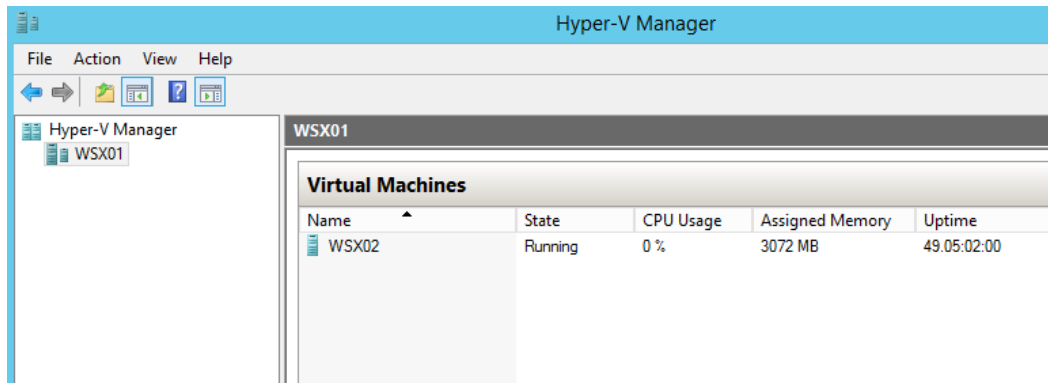 Hyper-V Manager
File Action View Help
Hyper-V Manager
WSX01
WSX01
Virtual Machines
Name State CPU Usage Assigned Memory Uptime
WSX02 Running 0 % 3072 MB 49.05:02:00